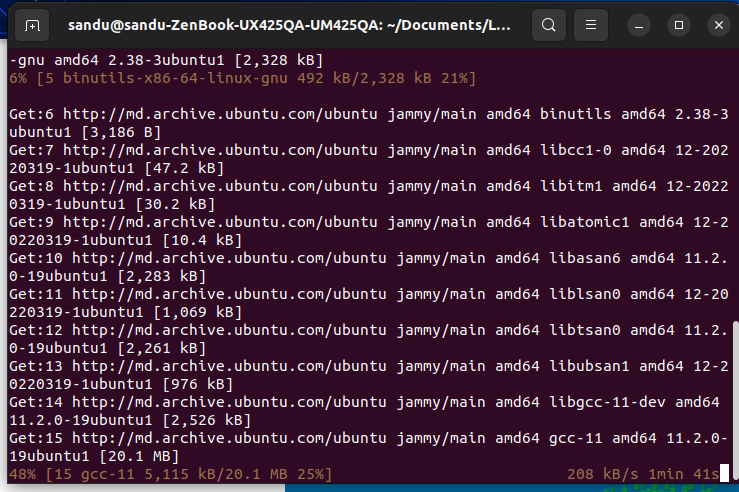 sandu@sandu-ZenBook-UX425QA-UM425QA: ~/Documents/L...
-gnu amd64 2.38-3ubuntu1 [2,328 kB]
6% [5 binutils-x86-64-linux-gnu 492 kB/2,328 kB 21%]
Get:6 http://md.archive.ubuntu.com/ubuntu jammy/main amd64 binutils amd64 2.38-3
ubuntu1 [3,186 B]
Get:7 http://md.archive.ubuntu.com/ubuntu jammy/main amd64 libcc1-0 amd64 12-202
20319-1ubuntu1 [47.2 kB]
Get:8 http://md.archive.ubuntu.com/ubuntu jammy/main amd64 libitm1 amd64 12-2022
0319-1ubuntu1 [30.2 kB]
Get:9 http://md.archive.ubuntu.com/ubuntu jammy/main amd64 libatomic1 amd64 12-2
0220319-1ubuntu1 [10.4 kB]
Get:10 http://md.archive.ubuntu.com/ubuntu jammy/main amd64 libasan6 amd64 11.2.
0-19ubuntu1 [2,283 kB]
Get:11 http://md.archive.ubuntu.com/ubuntu jammy/main amd64 liblsan0 amd64 12-20
220319-1ubuntu1 [1,069 kB]
Get:12 http://md.archive.ubuntu.com/ubuntu jammy/main amd64 libtsan0 amd64 11.2.
0-19ubuntu1 [2,261 kB]
Get:13 http://md.archive.ubuntu.com/ubuntu jammy/main amd64 libubsan1 amd64 12-2
0220319-1ubuntu1 [976 kB]
Get:14 http://md.archive.ubuntu.com/ubuntu jammy/main amd64 libgcc-11-dev amd64
11.2.0-19ubuntu1 [2,526 kB]
Get:15 http://md.archive.ubuntu.com/ubuntu jammy/main amd64 gcc-11 amd64 11.2.0-
19ubuntu1 [20.1 MB]
48% [15 gcc-11 5,115 kB/20.1 MB 25%] 208 kB/s 1min 41s